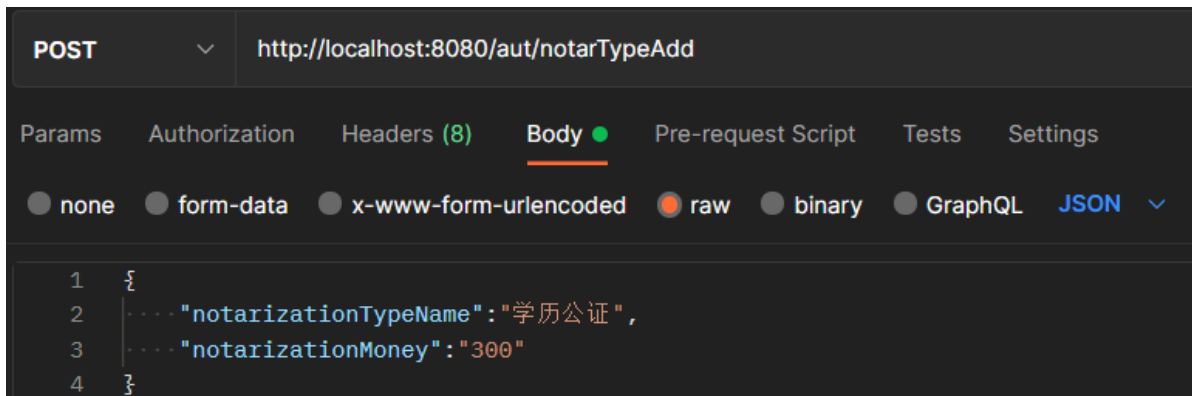 POST http://localhost:8080/aut/notarTypeAdd
Params Authorization Headers (8) Body Pre-request Script Tests Settings
none form-data x-www-form-urlencoded raw binary GraphQL JSON
1 {
2 "notarizationTypeName":"学历公证",
3 "notarizationMoney":"300"
4 }